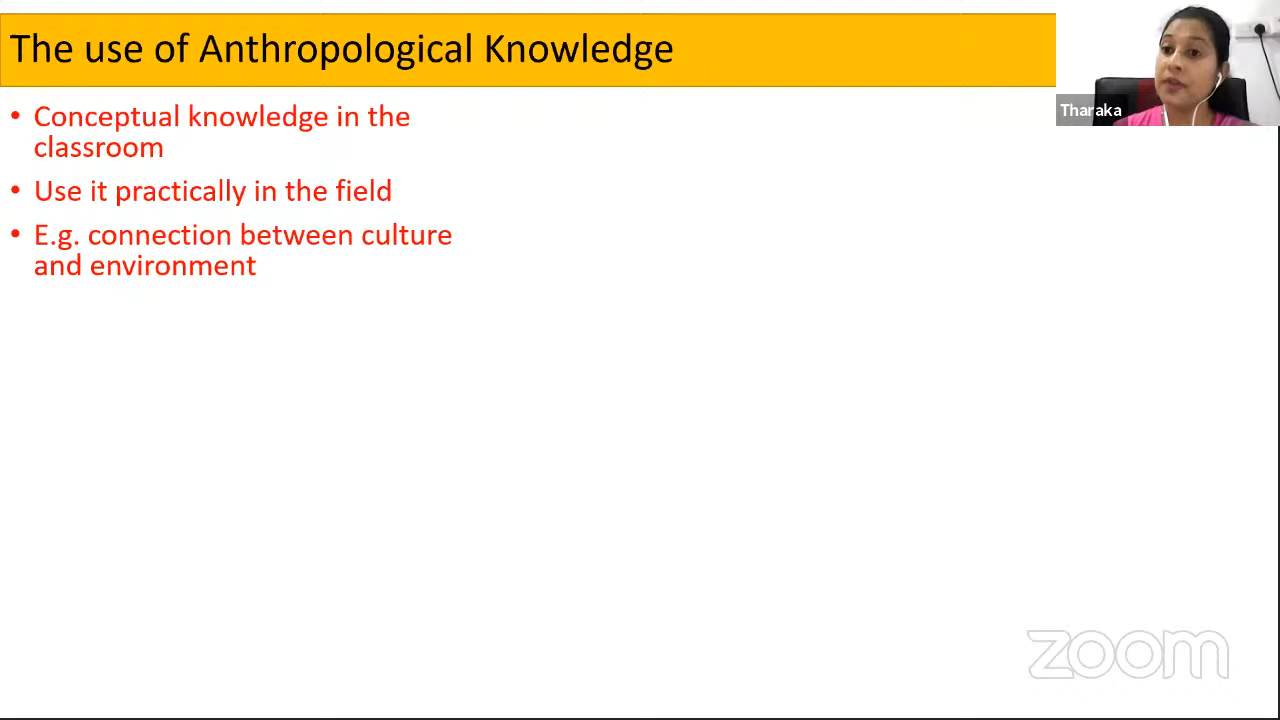 The use of Anthropological Knowledge
Tharaka
• Conceptual knowledge in the
classroom
• Use it practically in the field
• E.g. connection between culture
and environment
zoom